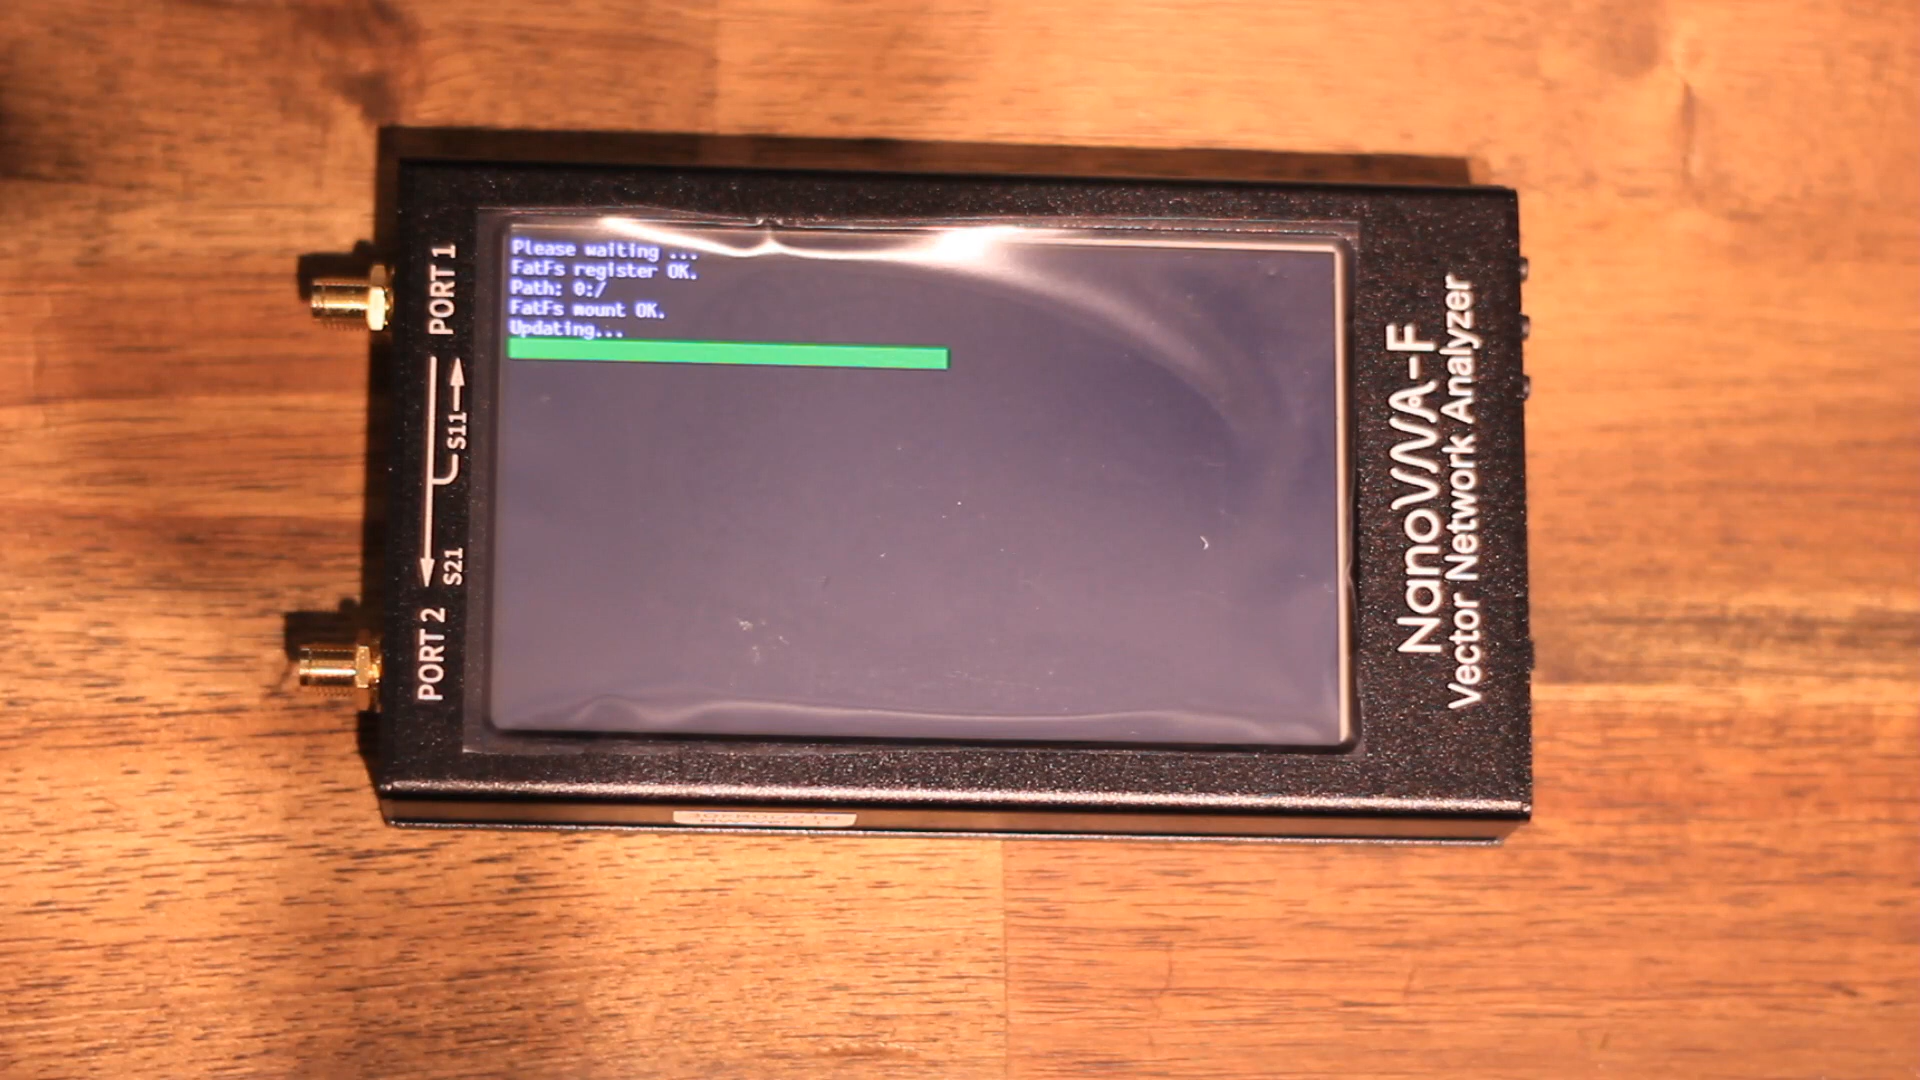 Please waiting ...
FatFs register OK.
Path: 0:/
FatFs mount OK.
Updating...
PORT 1
S11
S21
PORT 2
NanoVNA-F
Vector Network Analyzer